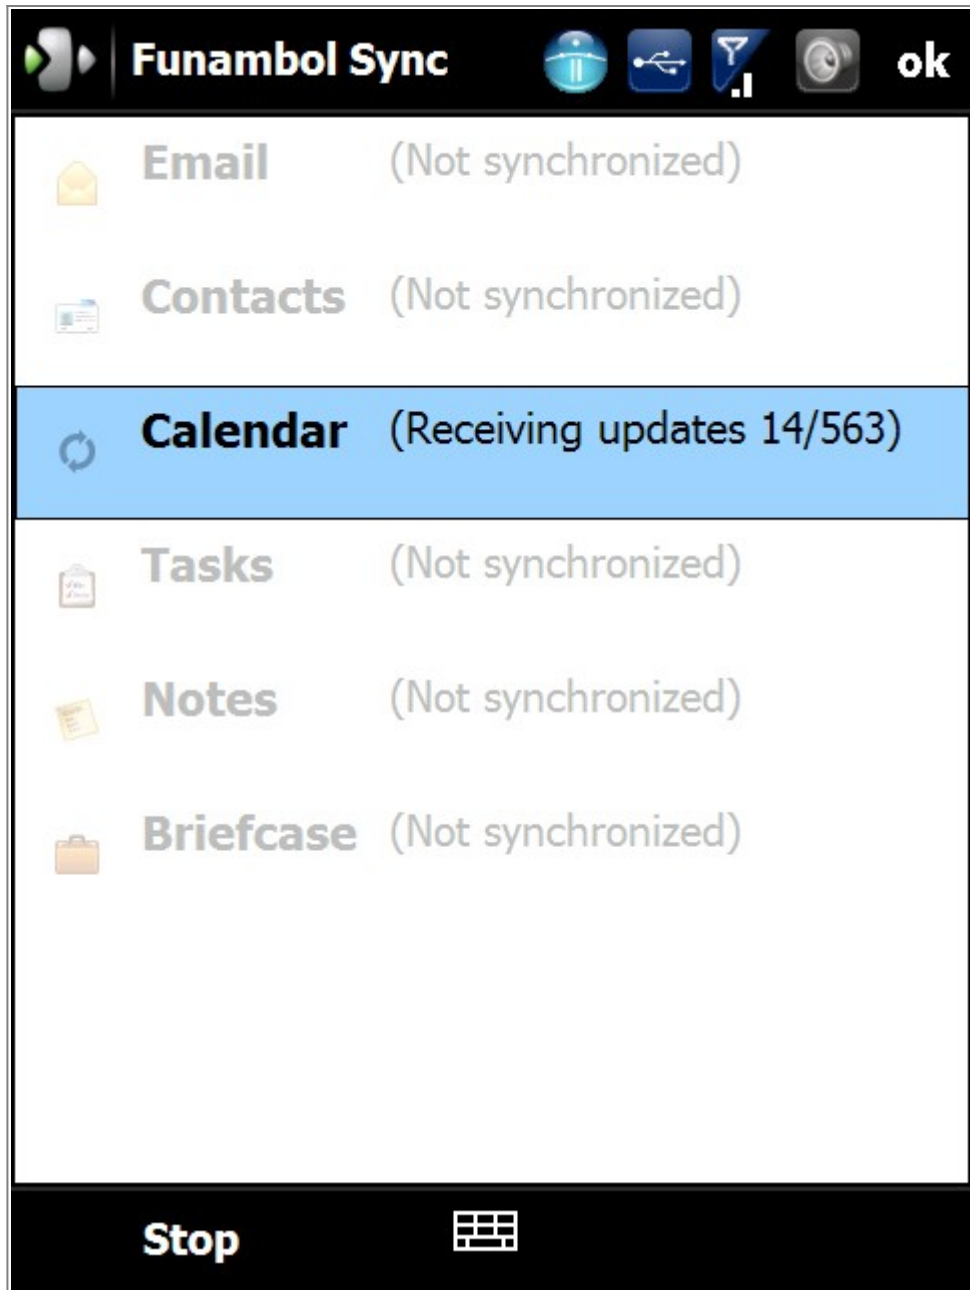 Funambol Sync ok
Email (Not synchronized)
Contacts (Not synchronized)
Calendar (Receiving updates 14/563)
Tasks (Not synchronized)
Notes (Not synchronized)
Briefcase (Not synchronized)
Stop